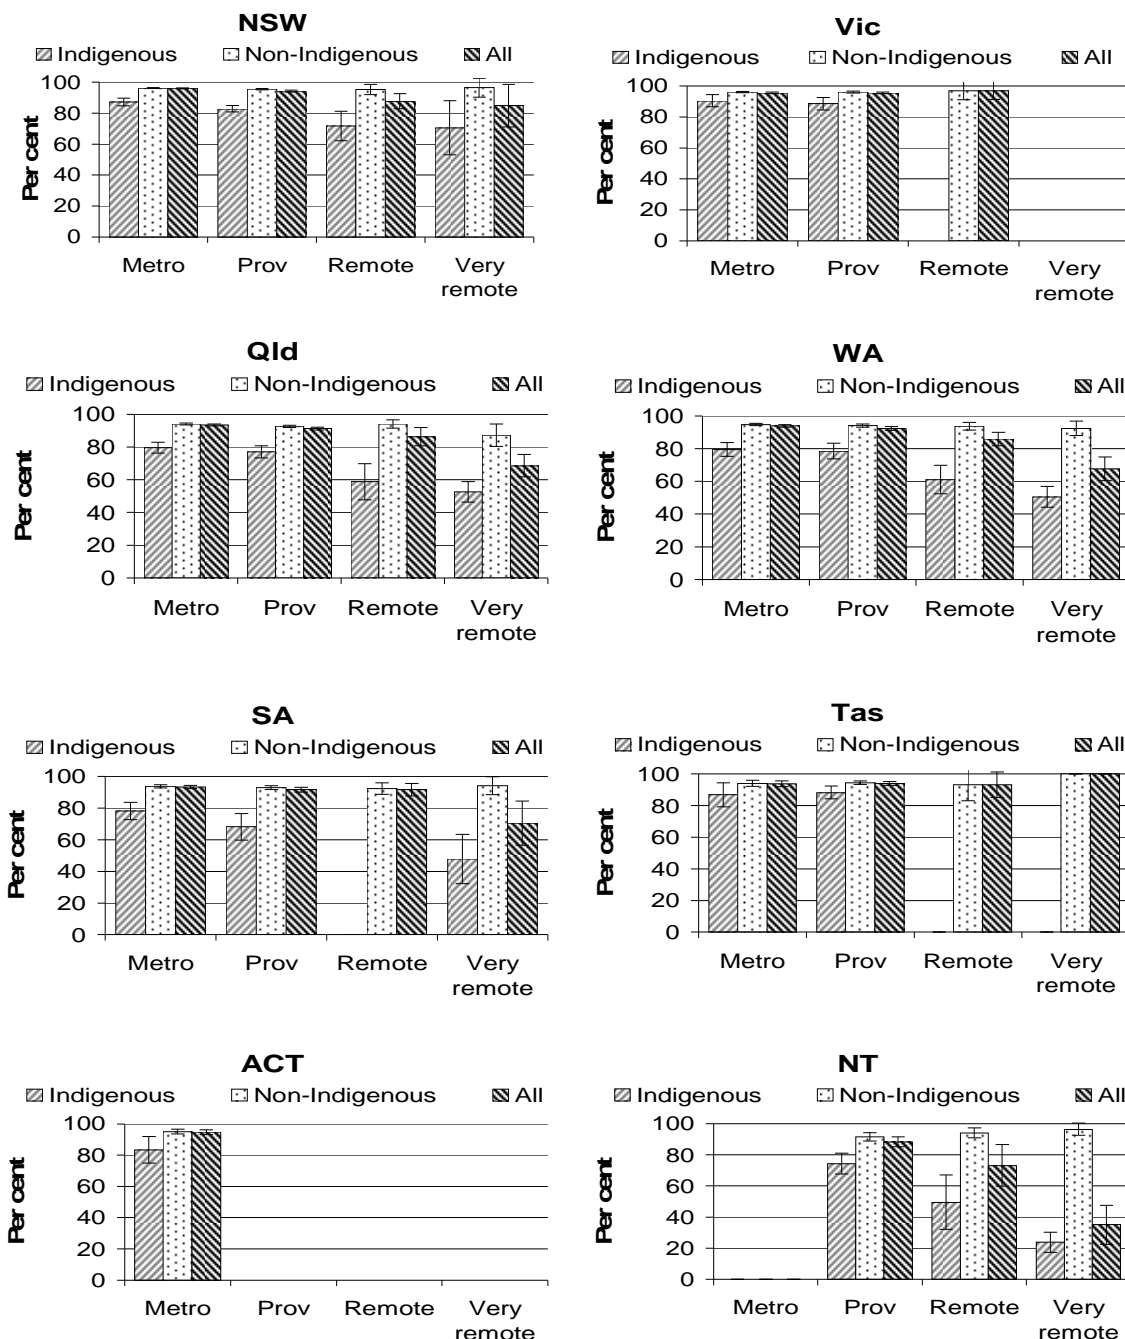 NSW
Indigenous Non-Indigenous All
Per cent
100
80
60
40
20
0
Metro Prov Remote Very remote
Vic
Indigenous Non-Indigenous All
Per cent
100
80
60
40
20
0
Metro Prov Remote Very remote
Qld
Indigenous Non-Indigenous All
Per cent
100
80
60
40
20
0
Metro Prov Remote Very remote
WA
Indigenous Non-Indigenous All
Per cent
100
80
60
40
20
0
Metro Prov Remote Very remote
SA
Indigenous Non-Indigenous All
Per cent
100
80
60
40
20
0
Metro Prov Remote Very remote
Tas
Indigenous Non-Indigenous All
Per cent
100
80
60
40
20
0
Metro Prov Remote Very remote
ACT
Indigenous Non-Indigenous All
Per cent
100
80
60
40
20
0
Metro Prov Remote Very remote
NT
Indigenous Non-Indigenous All
Per cent
100
80
60
40
20
0
Metro Prov Remote Very remote